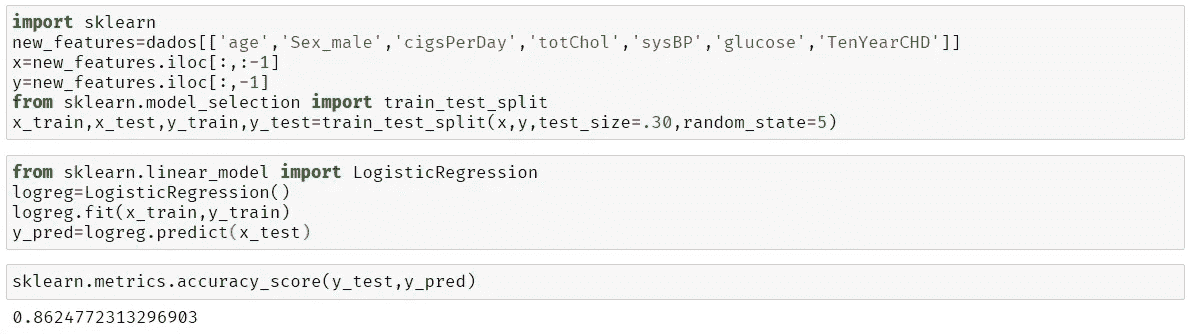 import sklearn
new_features=dados[['age','Sex_male','cigsPerDay','totChol','sysBP','glucose','TenYearCHD']]
x=new_features.iloc[:,:-1]
y=new_features.iloc[:,-1]
from sklearn.model_selection import train_test_split
x_train,x_test,y_train,y_test=train_test_split(x,y,test_size=.30,random_state=5)
from sklearn.linear_model import LogisticRegression
logreg=LogisticRegression()
logreg.fit(x_train,y_train)
y_pred=logreg.predict(x_test)
sklearn.metrics.accuracy_score(y_test,y_pred)
0.8624772313296903